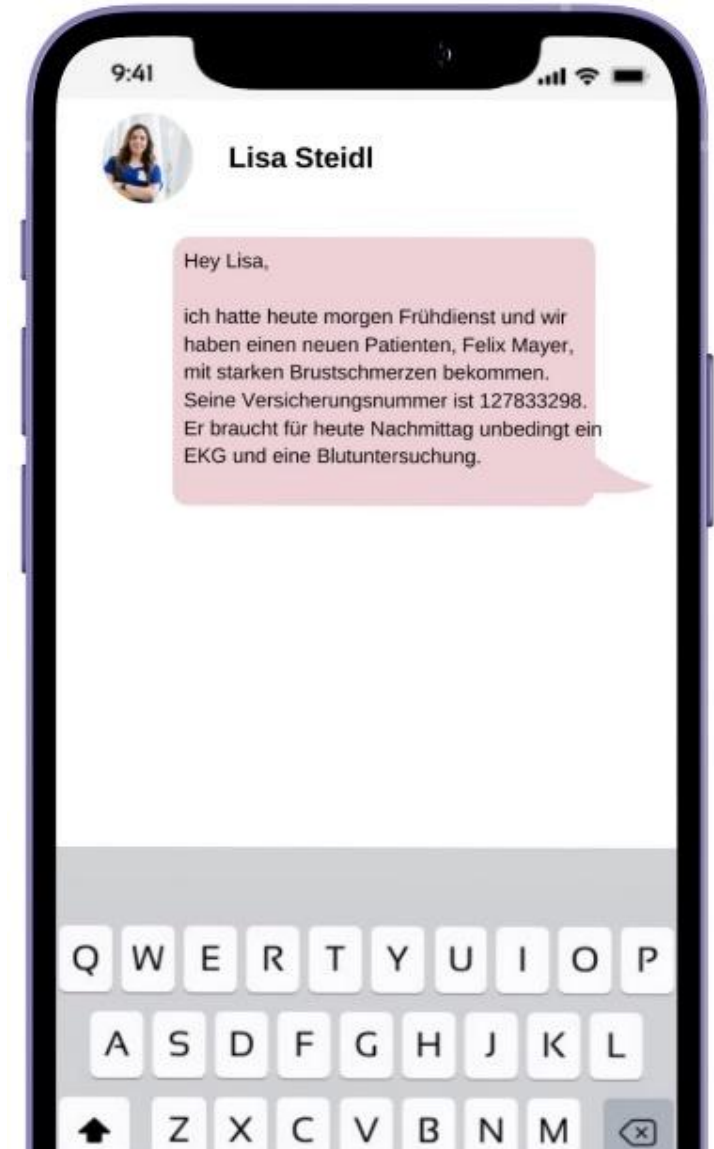 9:41
Lisa Steidl
Hey Lisa,
ich hatte heute morgen Frühdienst und wir
haben einen neuen Patienten, Felix Mayer,
mit starken Brustschmerzen bekommen.
Seine Versicherungsnummer ist 127833298.
Er braucht für heute Nachmittag unbedingt ein
EKG und eine Blutuntersuchung.
Q W E R T Y U I O P
A S D F G H J K L
Z X C V B N M